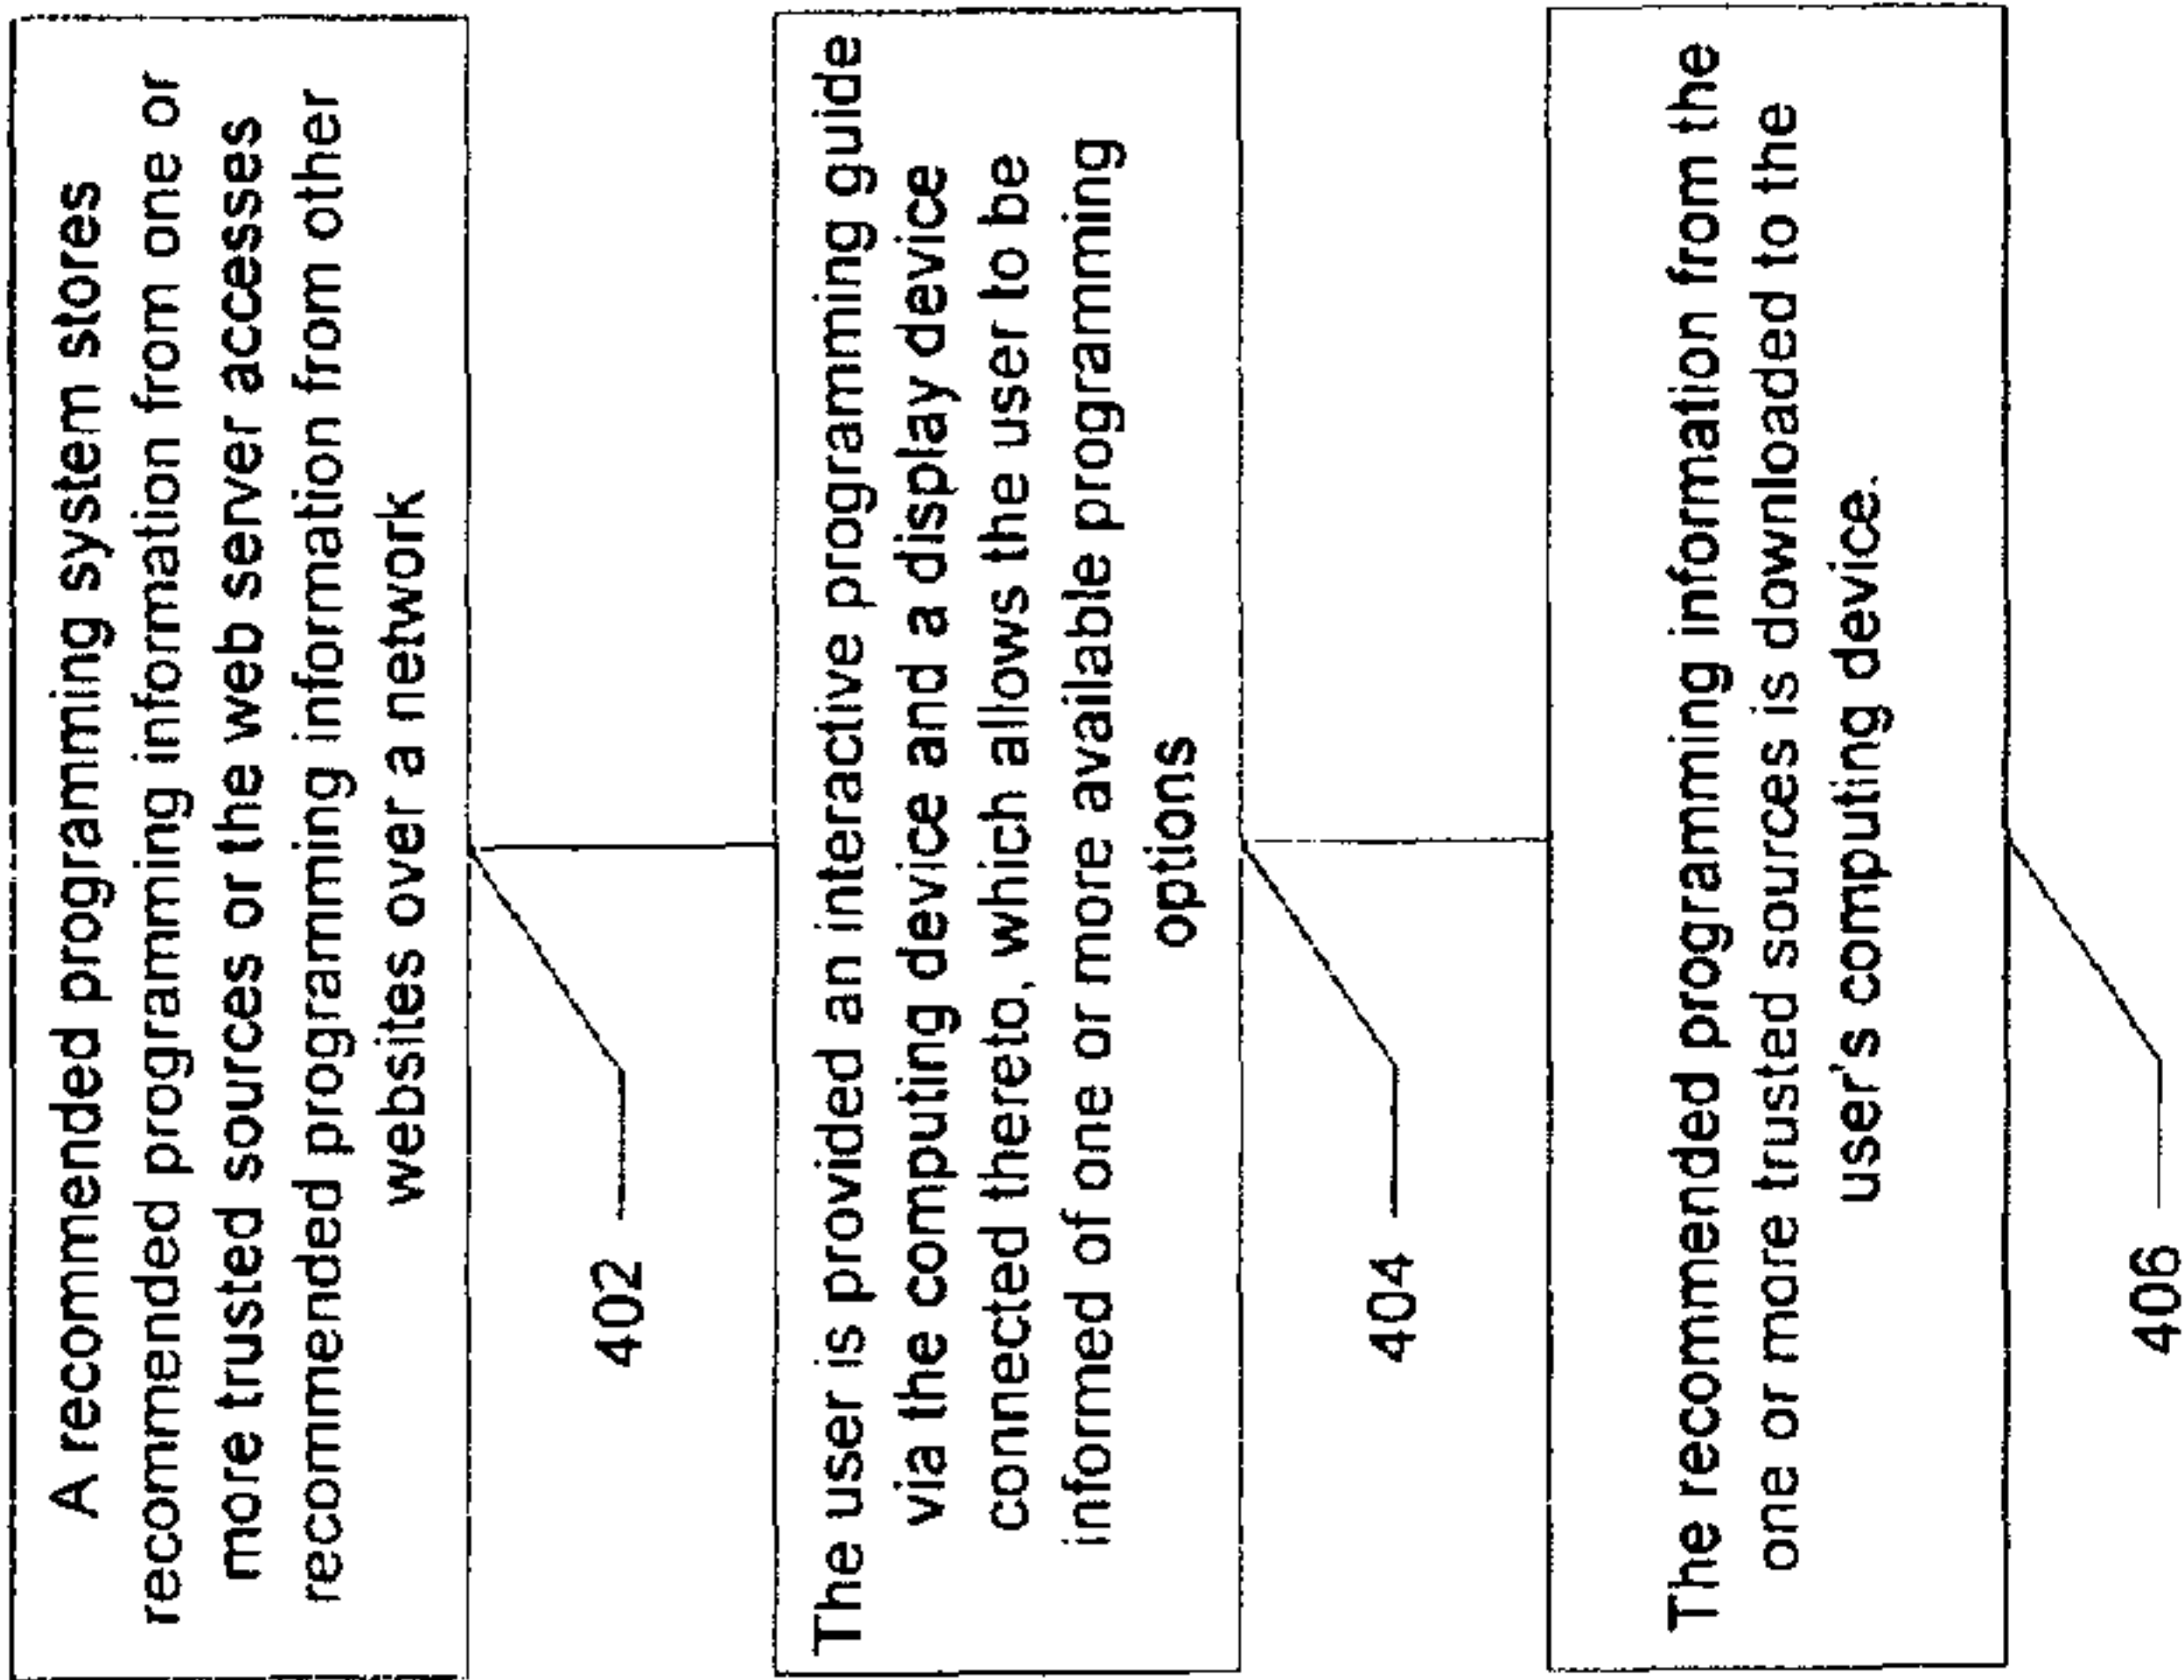 A recommended programming system stores
recommended programming information from one or
more trusted sources or the web server accesses
recommended programming information from other
websites over a network
402
The user is provided an interactive programming guide
via the computing device and a display device
connected thereto, which allows the user to be
informed of one or more available programming
options
404
The recommended programming information from the
one or more trusted sources is downloaded to the
user's computing device.
406